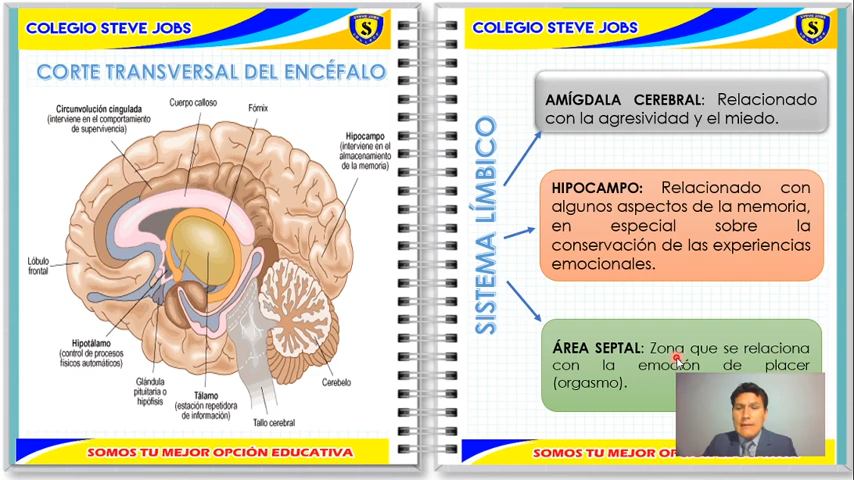 COLEGIO STEVE JOBS
STEVE JOBS
S
CORTE TRANSVERSAL DEL ENCÉFALO
Circunvolución cingulada
(interviene en el comportamiento
de supervivencia)
Cuerpo calloso
Fórnix
Hipocampo
(interviene en el
almacenamiento
de la memoria)
Lóbulo
frontal
Hipotálamo
(control de procesos
físicos automáticos)
Glándula
pituitaria o
hipófisis
Tálamo
(estación repetidora
de información)
Cerebelo
Tallo cerebral
SOMOS TU MEJOR OPCIÓN EDUCATIVA
COLEGIO STEVE JOBS
STEVE JOBS
S
SISTEMA LÍMBICO
AMÍGDALA CEREBRAL: Relacionado
con la agresividad y el miedo.
HIPOCAMPO: Relacionado con
algunos aspectos de la memoria,
en especial sobre la
conservación de las experiencias
emocionales.
ÁREA SEPTAL: Zona que se relaciona
con la emoción de placer
(orgasmo).
SOMOS TU MEJOR